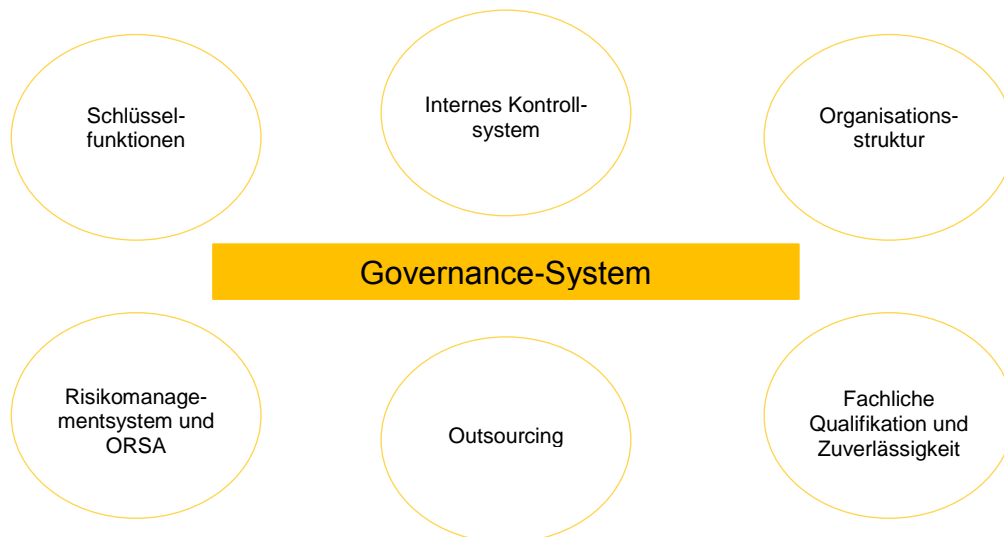 Schlüssel-
funktionen
Internes Kontroll-
system
Organisations-
struktur
Governance-System
Risikomanage-
mentsystem und
ORSA
Outsourcing
Fachliche
Qualifikation und
Zuverlässigkeit